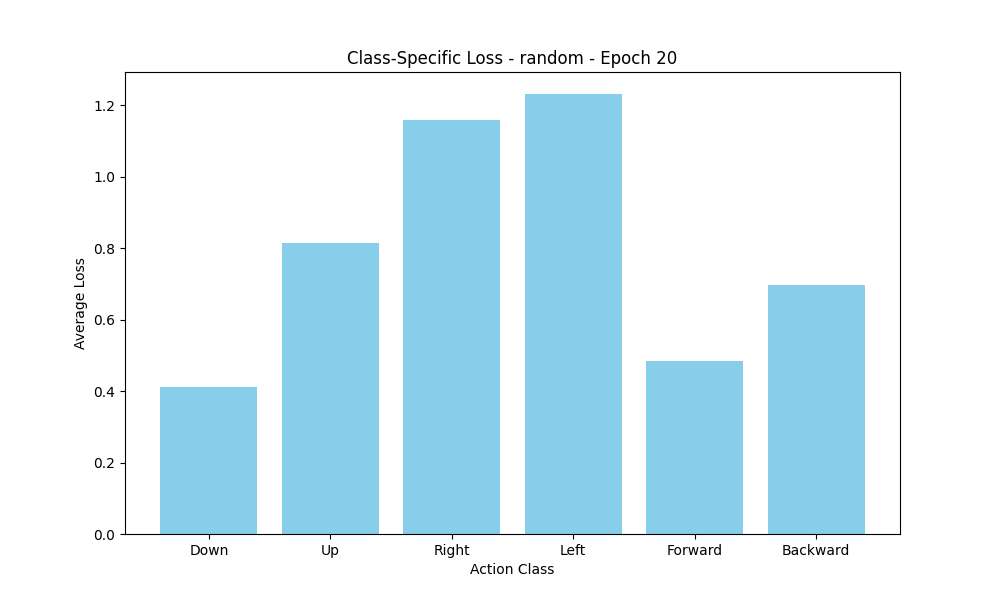 Class-Specific Loss - random - Epoch 20
Average Loss
1.2
1.0
0.8
0.6
0.4
0.2
0.0
Down Up Right Left Forward Backward
Action Class